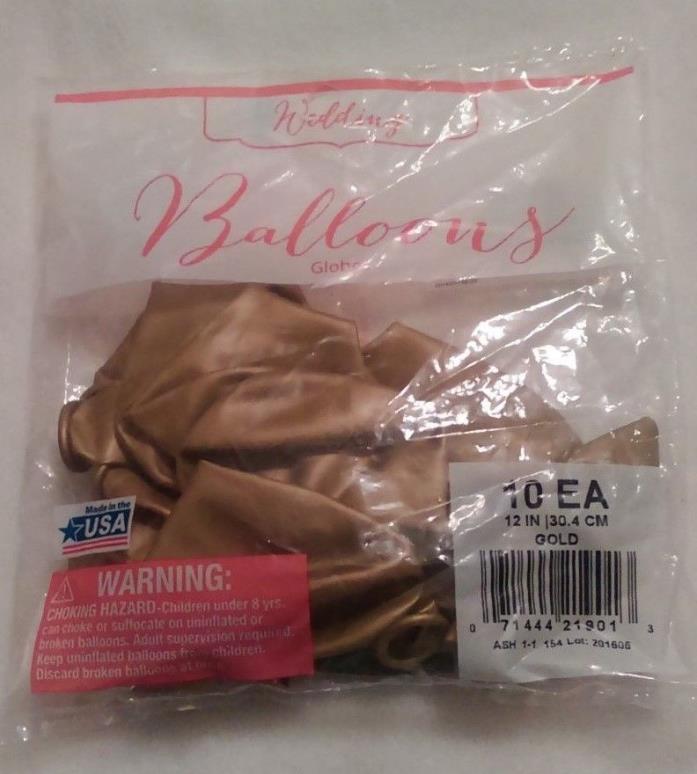 Wedding
Balloons
Globos
Made in the
USA
WARNING:
CHOKING HAZARD-Children under 8 yrs.
can choke or suffocate on uninflated or
broken balloons. Adult supervision required.
Keep uninflated balloons from children.
Discard broken balloons at once.
10 EA
12 IN |30.4 CM
GOLD
0 71444 21901 3
ASH 1-1 154 Lot: 201606